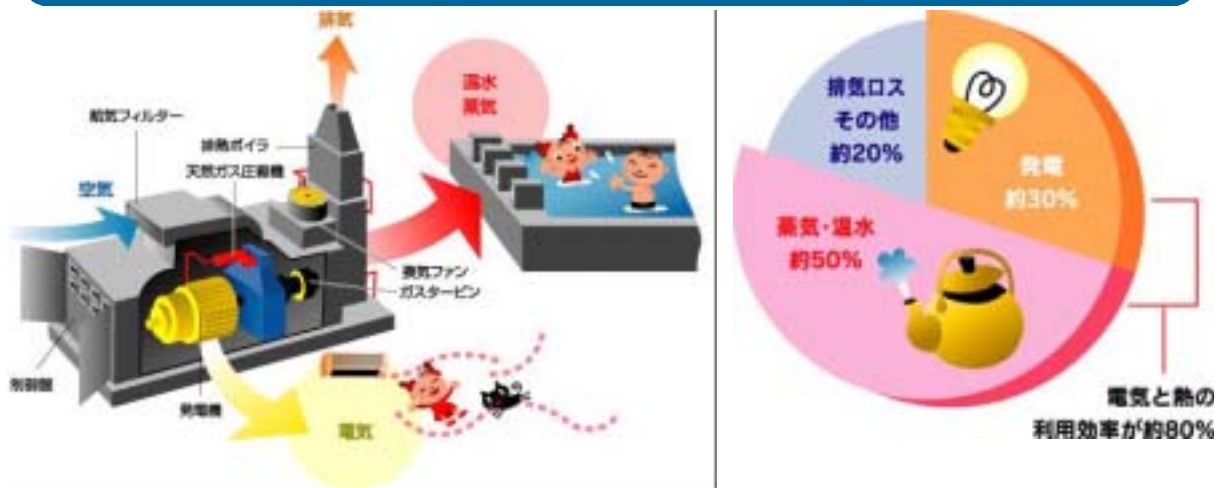 排気
温水
蒸気
給気フィルター
排熱ボイラ
天然ガス圧縮機
空気
換気ファン
ガスタービン
制御盤
発電機
電気
排気ロス
その他
約20%
発電
約30%
蒸気・温水
約50%
電気と熱の
利用効率が約80%